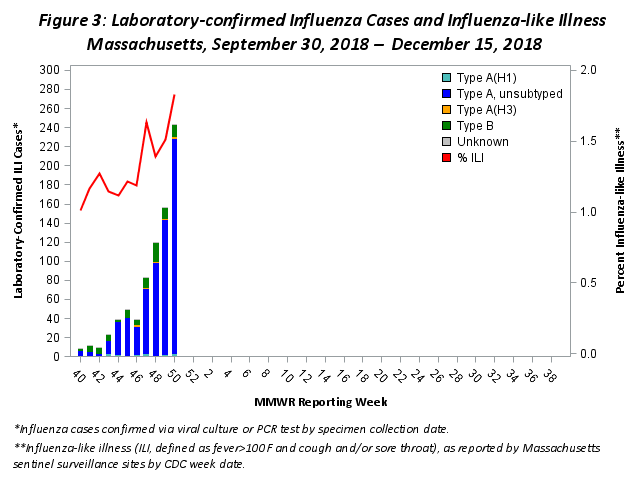 Figure 3: Laboratory-confirmed Influenza Cases and Influenza-like Illness
Massachusetts, September 30, 2018 – December 15, 2018
300
280
260
240
220
200
180
160
140
120
100
80
60
40
20
0
Laboratory-Confirmed ILI Cases*
Type A(H1)
Type A, unsubtyped
Type A(H3)
Type B
Unknown
% ILI
2.0
1.5
1.0
0.5
0.0
Percent Influenza-like Illness**
40 42 44 46 48 50 52 2 4 6 8 10 12 14 16 18 20 22 24 26 28 30 32 34 36 38
MMWR Reporting Week
*Influenza cases confirmed via viral culture or PCR test by specimen collection date.
**Influenza-like illness (ILI, defined as fever>100 F and cough and/or sore throat), as reported by Massachusetts
sentinel surveillance sites by CDC week date.